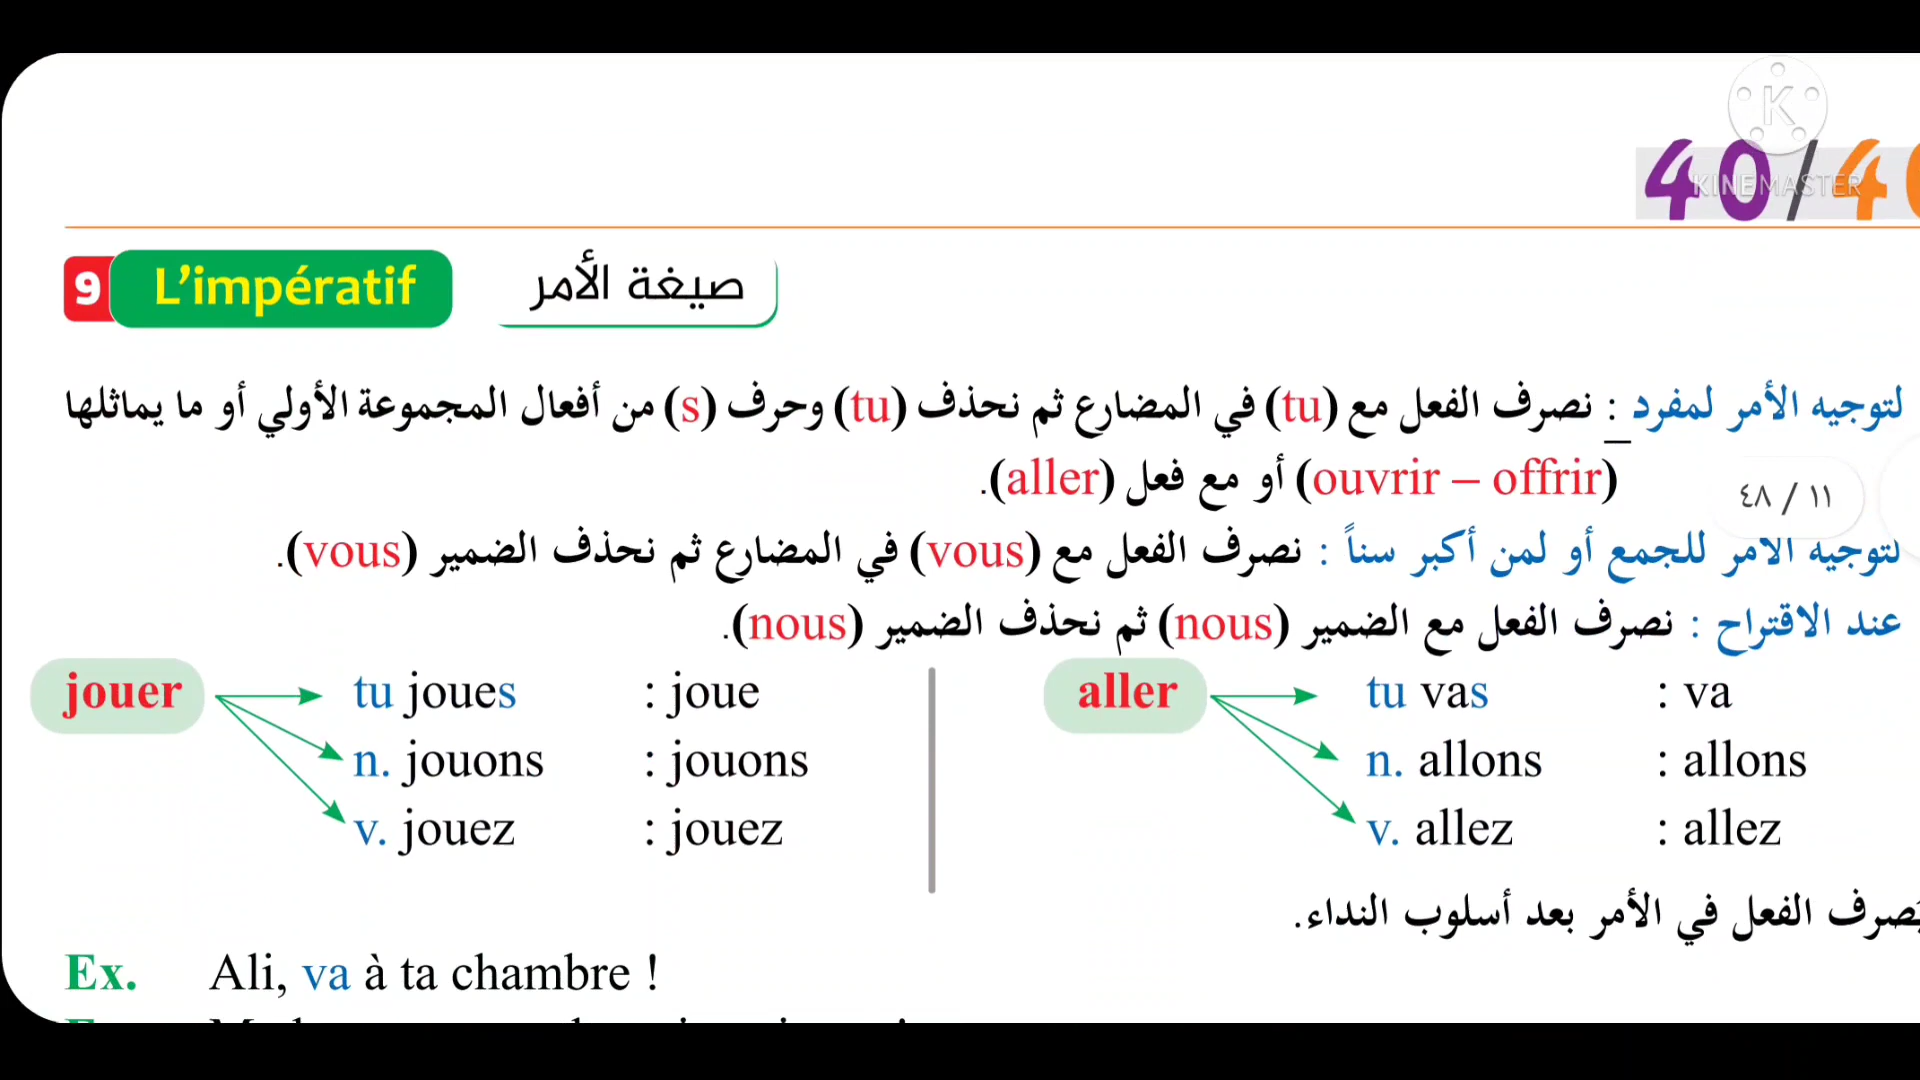 40/40
KINEMASTER
9 L'impératif صيغة الأمر
لتوجيه الأمر لمفرد : نصرف الفعل مع (tu) في المضارع ثم نحذف (tu) وحرف (s) من أفعال المجموعة الأولي أو ما يماثلها
(ouvrir – offrir) أو مع فعل (aller).
١١ / ٤٨
لتوجيه الأمر للجمع أو لمن أكبر سناً : نصرف الفعل مع (vous) في المضارع ثم نحذف الضمير (vous).
عند الاقتراح : نصرف الفعل مع الضمير (nous) ثم نحذف الضمير (nous).
jouer tu joues : joue aller tu vas : va
n. jouons : jouons n. allons : allons
v. jouez : jouez v. allez : allez
يُصرف الفعل في الأمر بعد أسلوب النداء.
Ex. Ali, va à ta chambre !